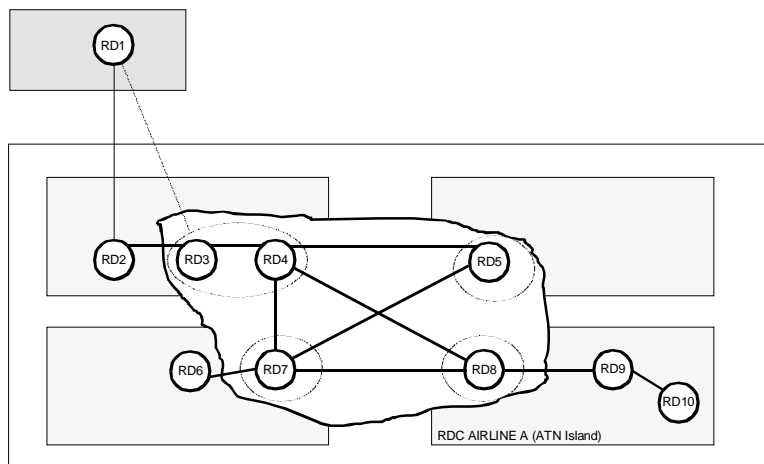 RD1
RD2
RD3
RD4
RD5
RD6
RD7
RD8
RD9
RD10
RDC AIRLINE A (ATN Island)